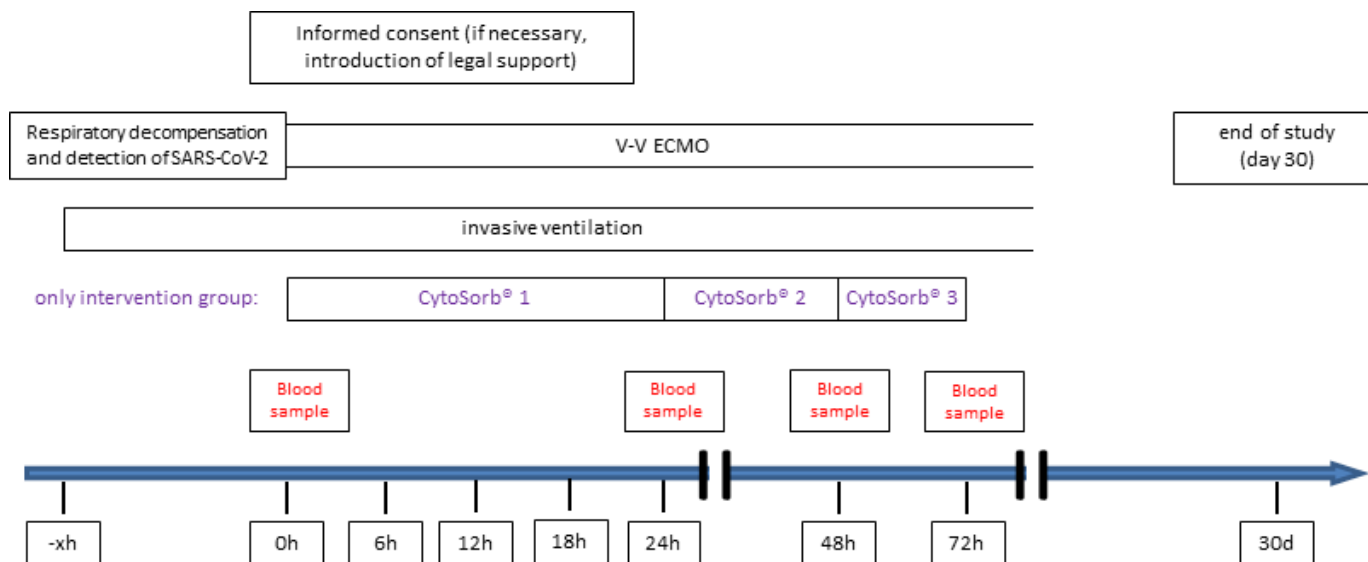 Informed consent (if necessary,
introduction of legal support)
Respiratory decompensation
and detection of SARS-CoV-2
V-V ECMO
end of study
(day 30)
invasive ventilation
only intervention group:
CytoSorb® 1
CytoSorb® 2
CytoSorb® 3
Blood
sample
Blood
sample
Blood
sample
Blood
sample
-xh
0h
6h
12h
18h
24h
48h
72h
30d